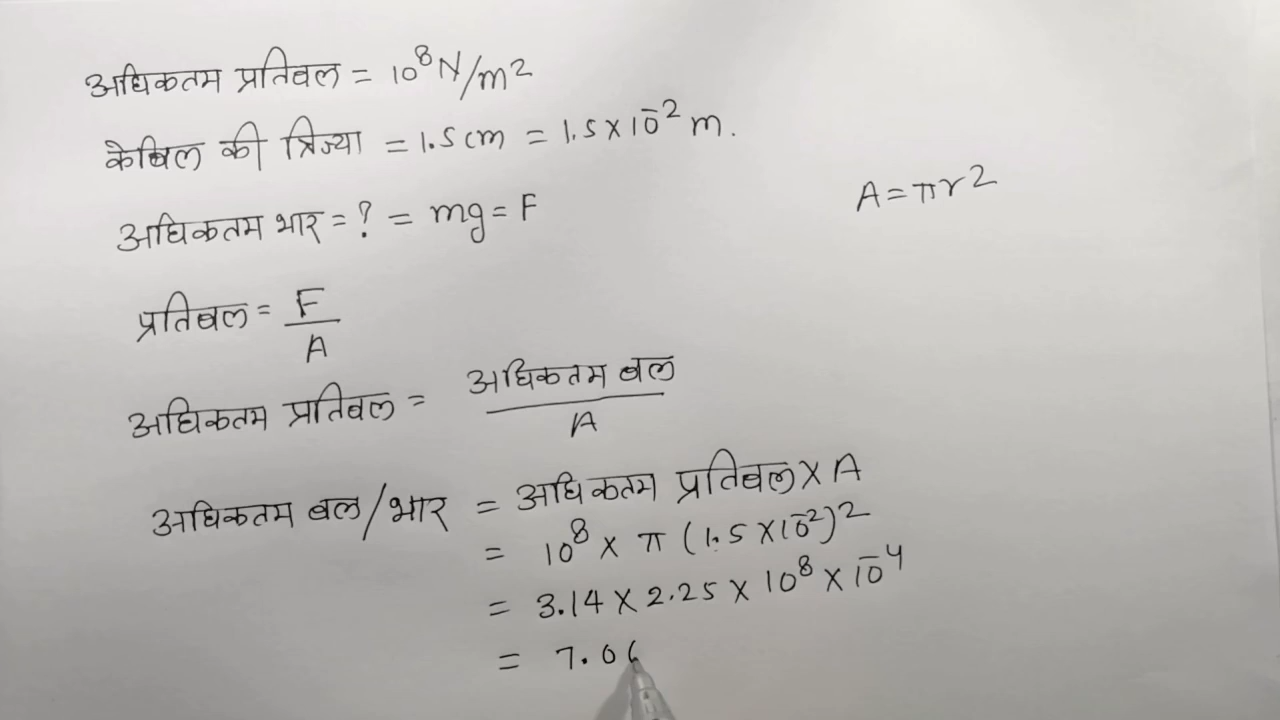 अधिकतम प्रतिबल = 10⁸ N/m²
केबिल की त्रिज्या = 1.5 cm = 1.5 × 10⁻² m.
A = πr²
अधिकतम भार = ? = mg = F
प्रतिबल = F/A
अधिकतम प्रतिबल = अधिकतम बल/A
अधिकतम बल/भार = अधिकतम प्रतिबल × A
= 10⁸ × π (1.5 × 10⁻²)²
= 3.14 × 2.25 × 10⁸ × 10⁻⁴
= 7.06